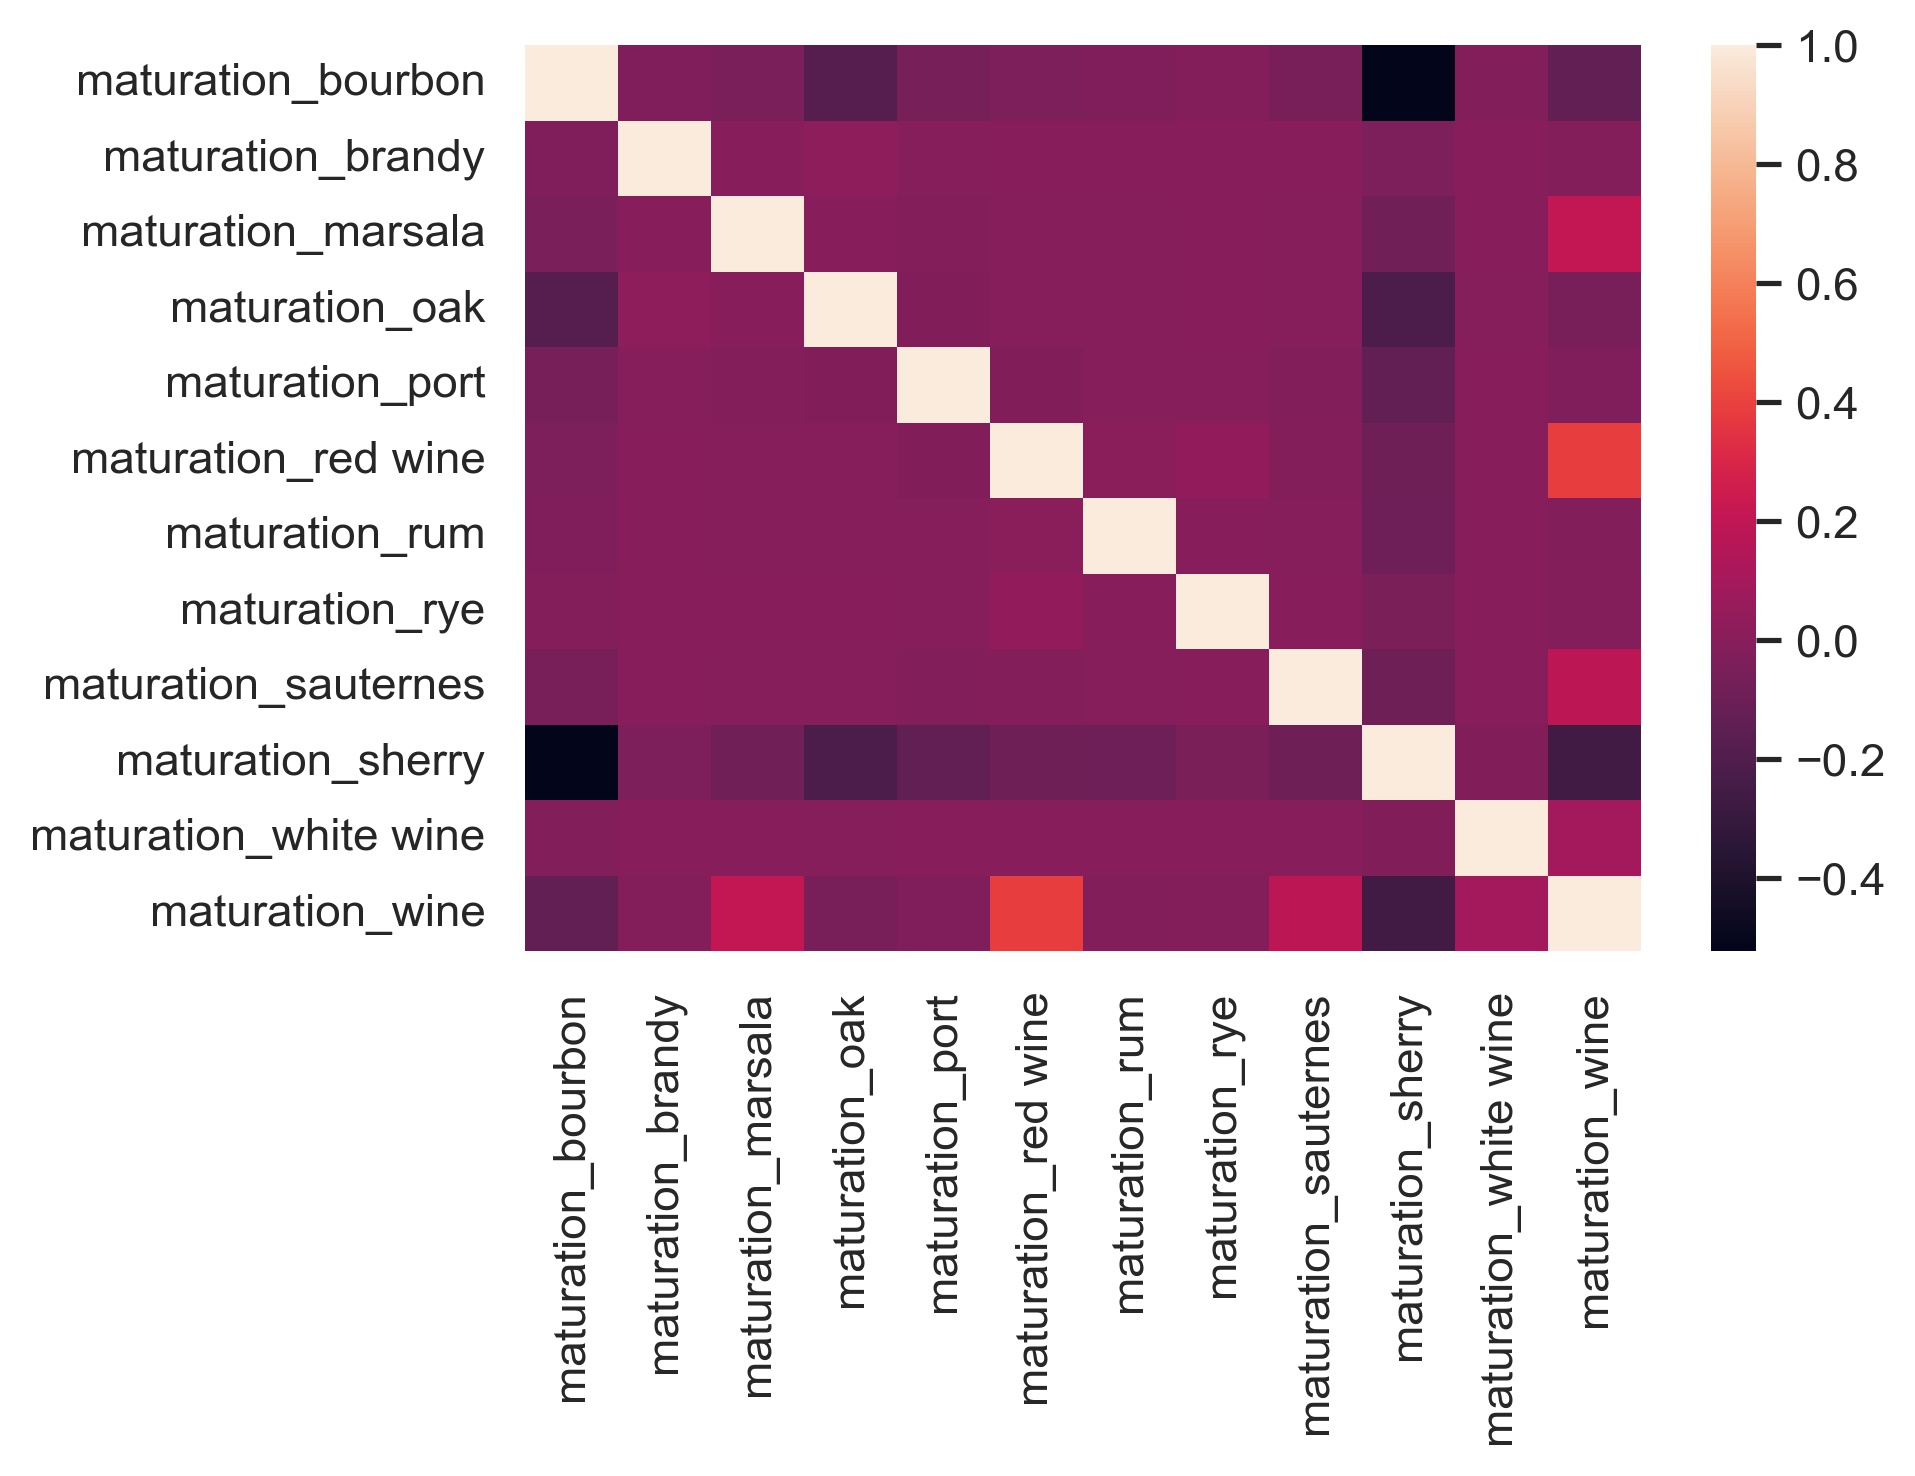 maturation_bourbon
maturation_brandy
maturation_marsala
maturation_oak
maturation_port
maturation_red wine
maturation_rum
maturation_rye
maturation_sauternes
maturation_sherry
maturation_white wine
maturation_wine
maturation_bourbon
maturation_brandy
maturation_marsala
maturation_oak
maturation_port
maturation_red wine
maturation_rum
maturation_rye
maturation_sauternes
maturation_sherry
maturation_white wine
maturation_wine
1.0
0.8
0.6
0.4
0.2
0.0
−0.2
−0.4